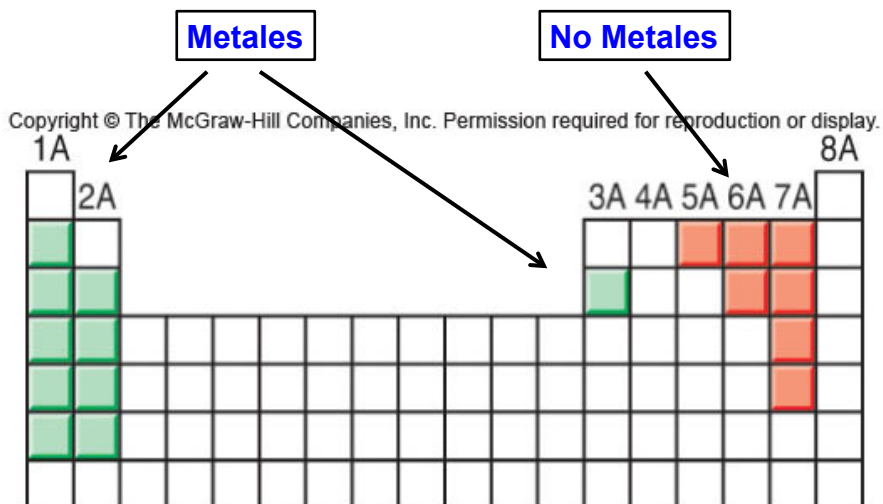 Metales No Metales
Copyright © The McGraw-Hill Companies, Inc. Permission required for reproduction or display.
1A 8A
2A 3A 4A 5A 6A 7A